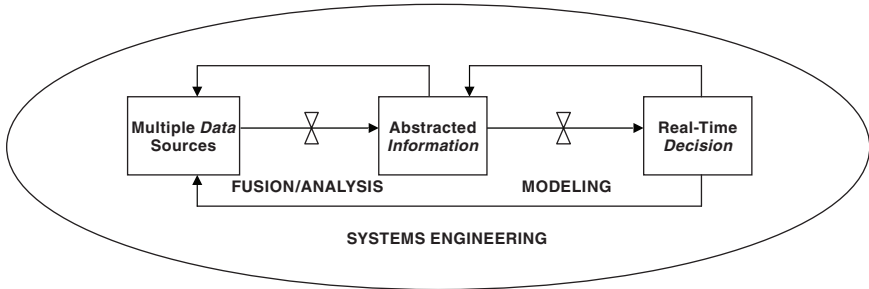 Multiple Data
Sources
Abstracted
Information
Real-Time
Decision
FUSION/ANALYSIS
MODELING
SYSTEMS ENGINEERING